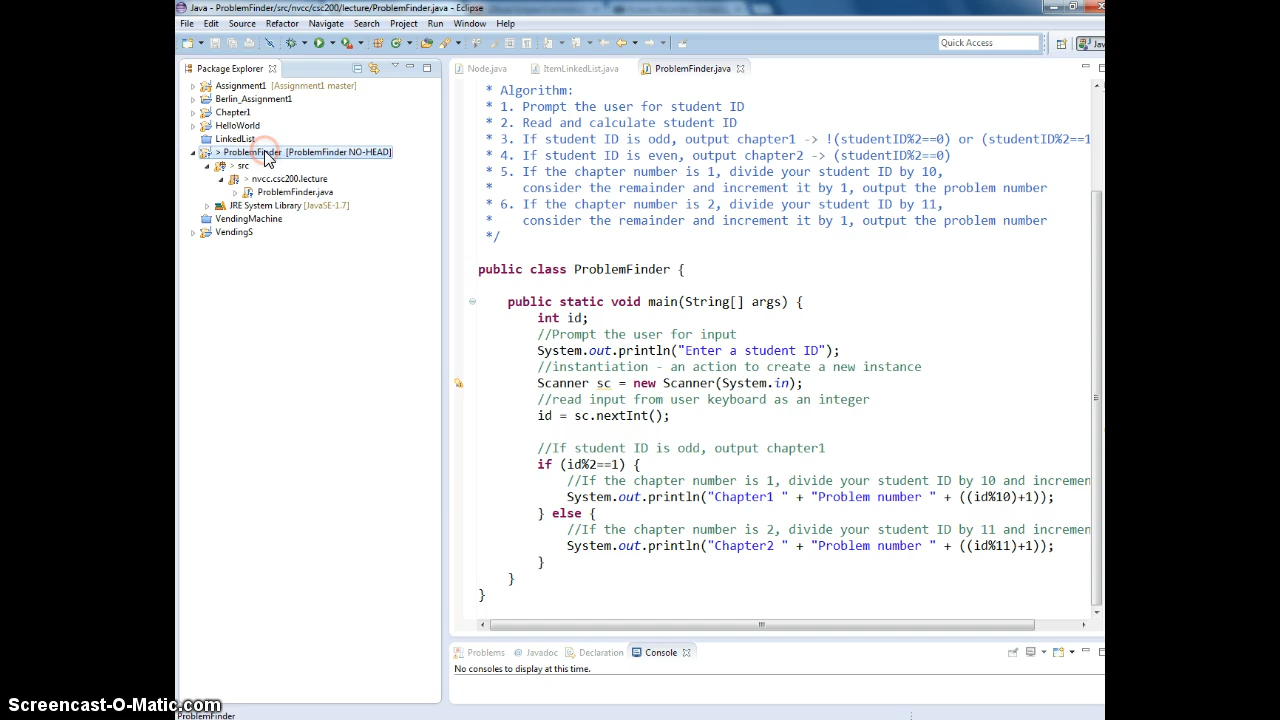 Java - ProblemFinder/src/nvcc/csc200/lecture/ProblemFinder.java - Eclipse
File Edit Source Refactor Navigate Search Project Run Window Help
Quick Access
Jav
Package Explorer
Assignment1 [Assignment1 master]
Berlin_Assignment1
Chapter1
HelloWorld
LinkedList
> ProblemFinder [ProblemFinder NO-HEAD]
> src
> nvcc.csc200.lecture
ProblemFinder.java
JRE System Library [JavaSE-1.7]
VendingMachine
VendingS
Node.java ItemLinkedList.java ProblemFinder.java
* Algorithm:
* 1. Prompt the user for student ID
* 2. Read and calculate student ID
* 3. If student ID is odd, output chapter1 -> !(studentID%2==0) or (studentID%2==1
* 4. If student ID is even, output chapter2 -> (studentID%2==0)
* 5. If the chapter number is 1, divide your student ID by 10,
* consider the remainder and increment it by 1, output the problem number
* 6. If the chapter number is 2, divide your student ID by 11,
* consider the remainder and increment it by 1, output the problem number
*/
public class ProblemFinder {
public static void main(String[] args) {
int id;
//Prompt the user for input
System.out.println("Enter a student ID");
//instantiation - an action to create a new instance
Scanner sc = new Scanner(System.in);
//read input from user keyboard as an integer
id = sc.nextInt();
//If student ID is odd, output chapter1
if (id%2==1) {
//If the chapter number is 1, divide your student ID by 10 and incremen
System.out.println("Chapter1 " + "Problem number " + ((id%10)+1));
} else {
//If the chapter number is 2, divide your student ID by 11 and incremen
System.out.println("Chapter2 " + "Problem number " + ((id%11)+1));
}
}
}
Problems Javadoc Declaration Console
No consoles to display at this time.
Screencast-O-Matic.com
ProblemFinder